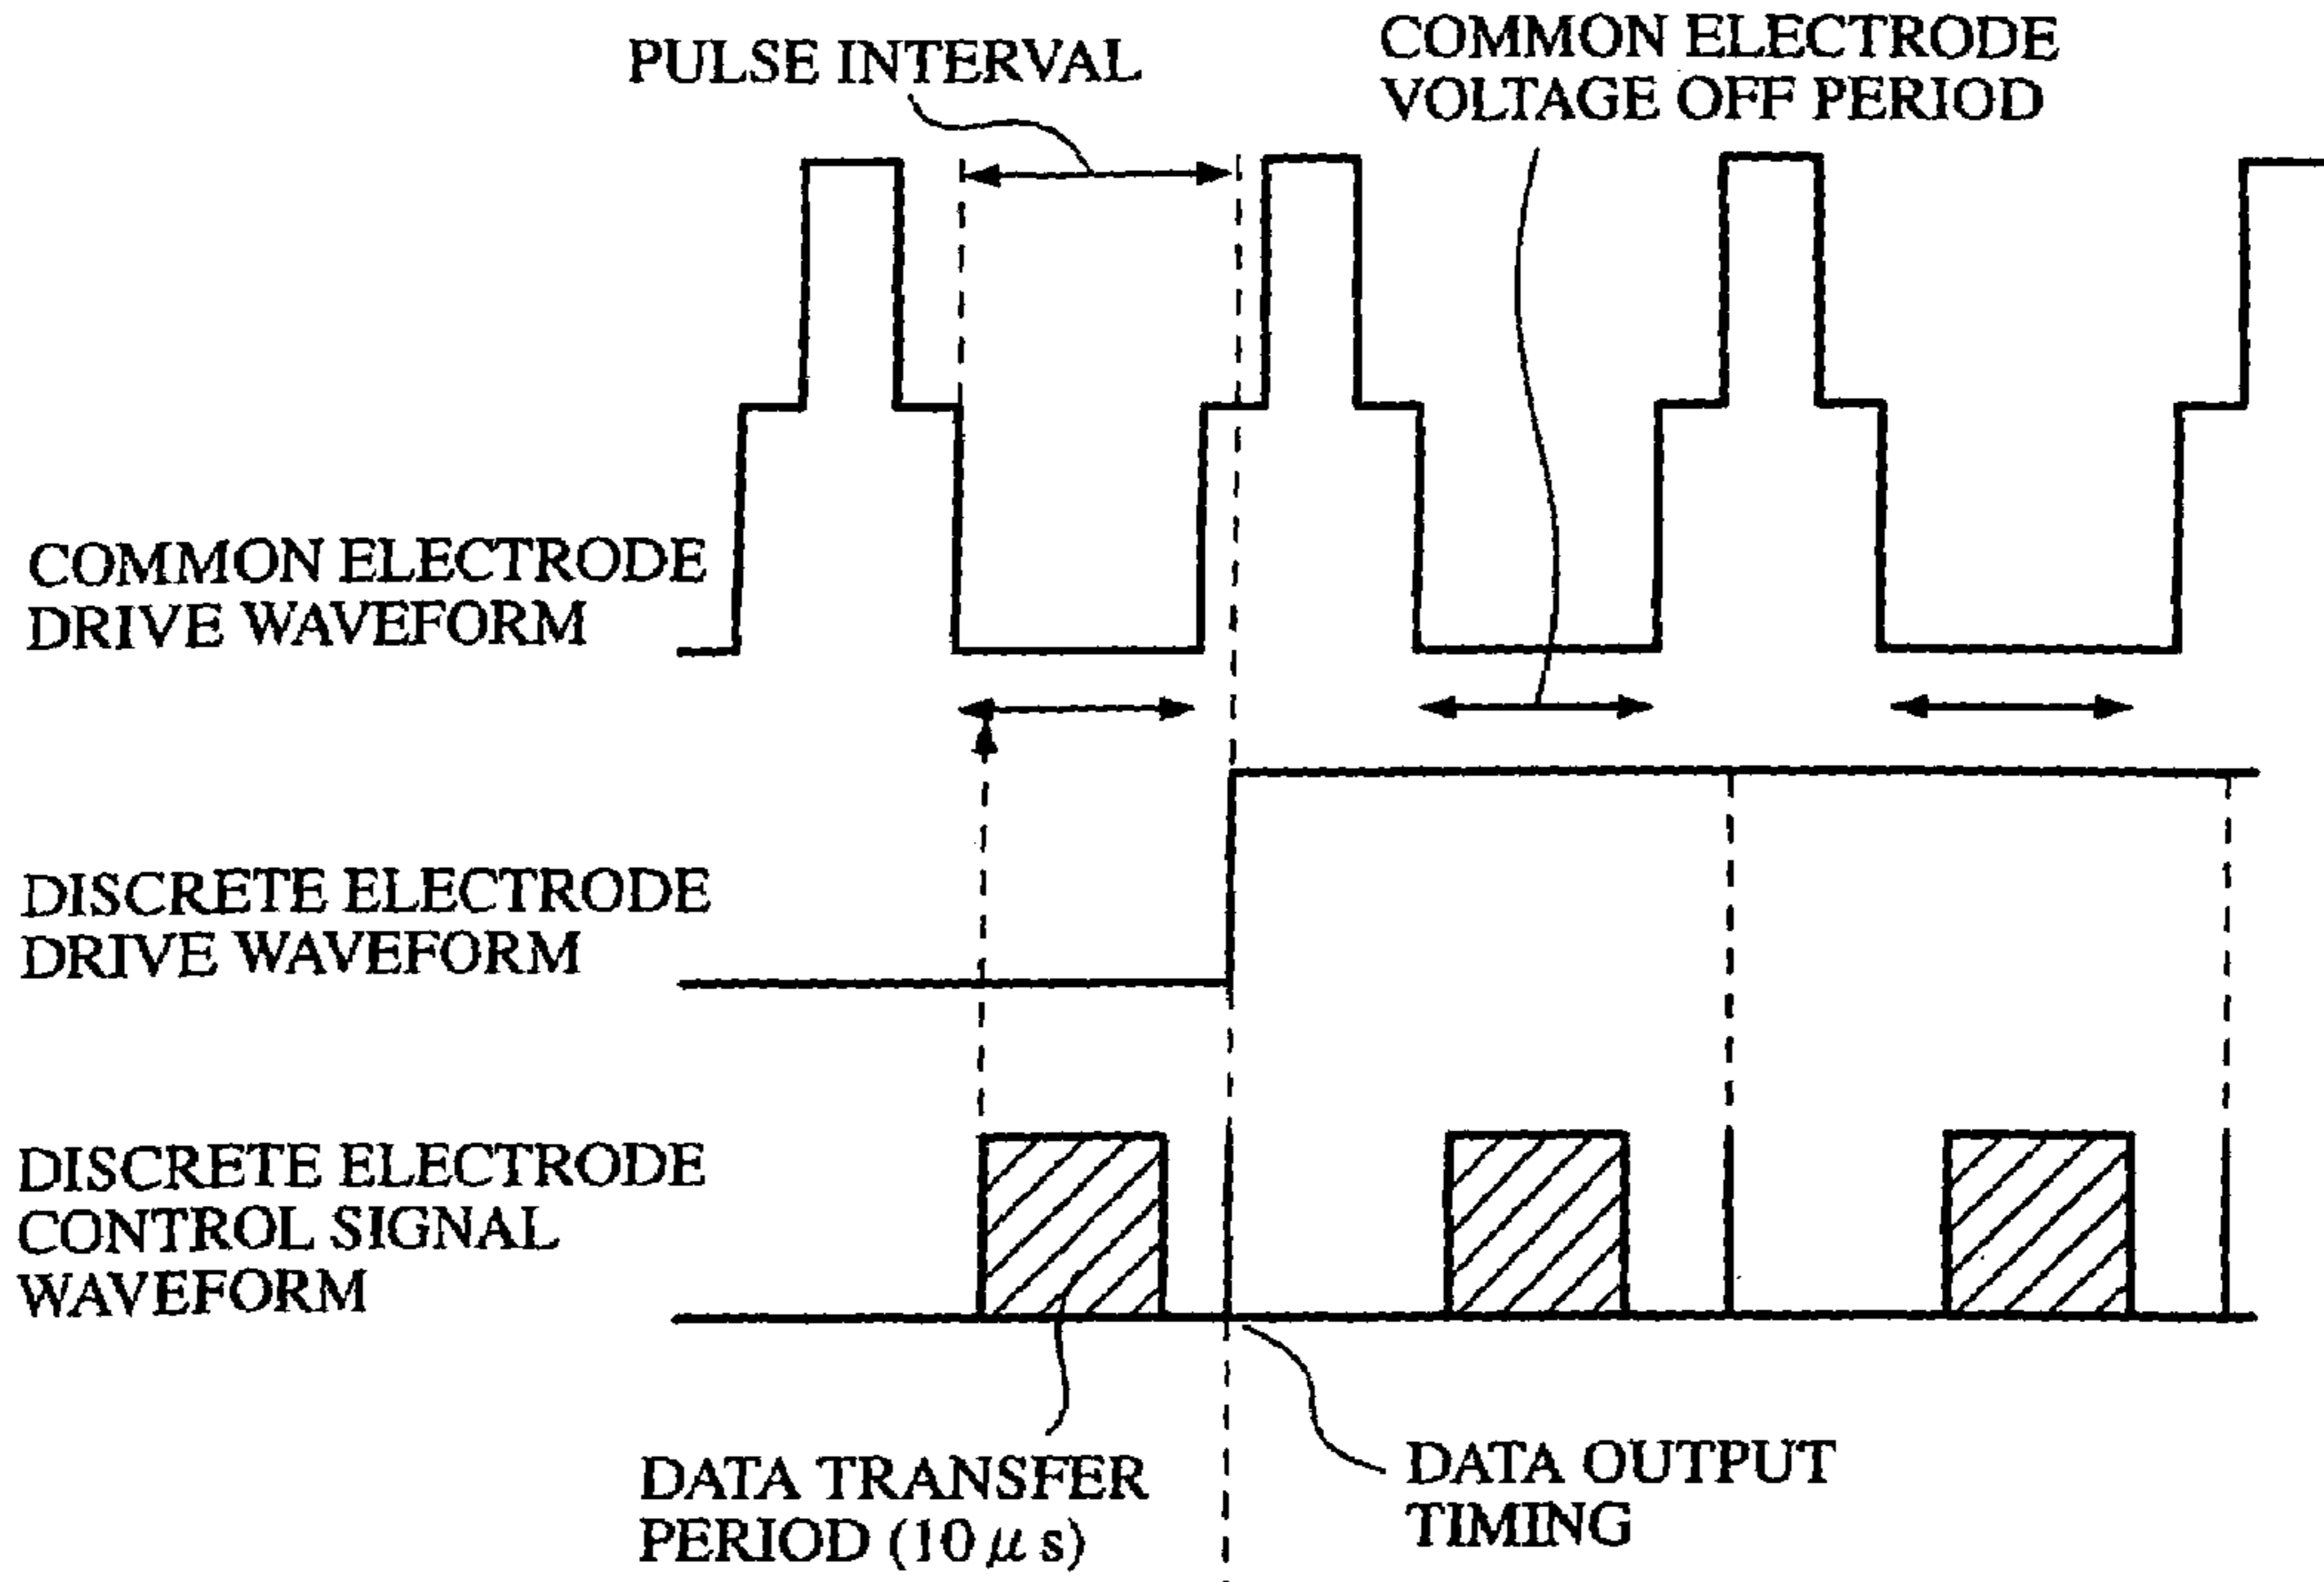 PULSE INTERVAL
COMMON ELECTRODE
VOLTAGE OFF PERIOD
COMMON ELECTRODE
DRIVE WAVEFORM
DISCRETE ELECTRODE
DRIVE WAVEFORM
DISCRETE ELECTRODE
CONTROL SIGNAL
WAVEFORM
DATA TRANSFER
PERIOD (10 μ s)
DATA OUTPUT
TIMING